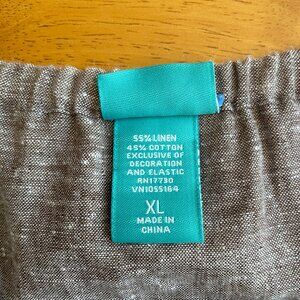 55% LINEN
45% COTTON
EXCLUSIVE OF
DECORATION
AND ELASTIC
RN17730
VN1055164
XL
MADE IN
CHINA